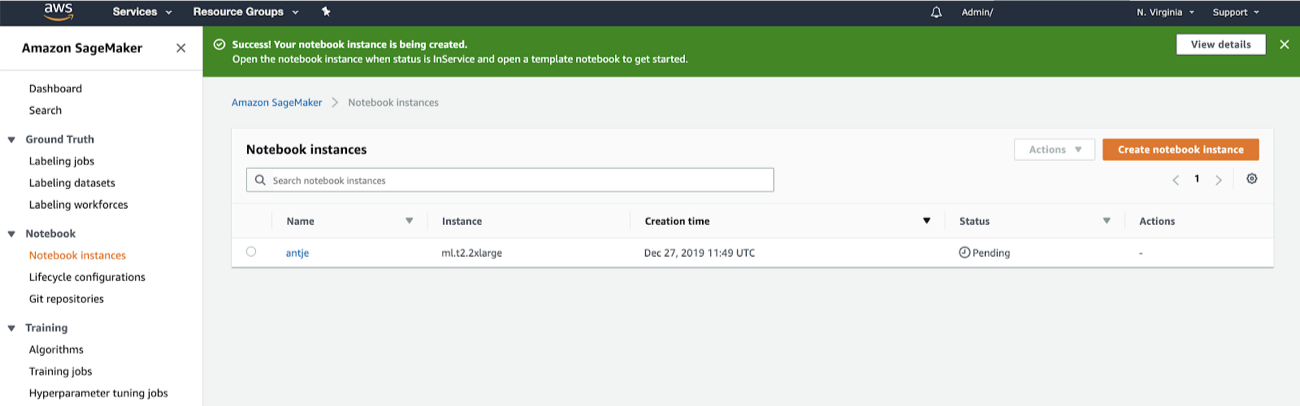 aws Services Resource Groups Admin/ N. Virginia Support
Amazon SageMaker
Success! Your notebook instance is being created.
Open the notebook instance when status is InService and open a template notebook to get started.
View details
Dashboard
Search
Ground Truth
Labeling jobs
Labeling datasets
Labeling workforces
Notebook
Notebook instances
Lifecycle configurations
Git repositories
Training
Algorithms
Training jobs
Hyperparameter tuning jobs
Amazon SageMaker > Notebook instances
Notebook instances
Actions Create notebook instance
Search notebook instances
< 1 >
Name Instance Creation time Status Actions
antje ml.t2.2xlarge Dec 27, 2019 11:49 UTC Pending -